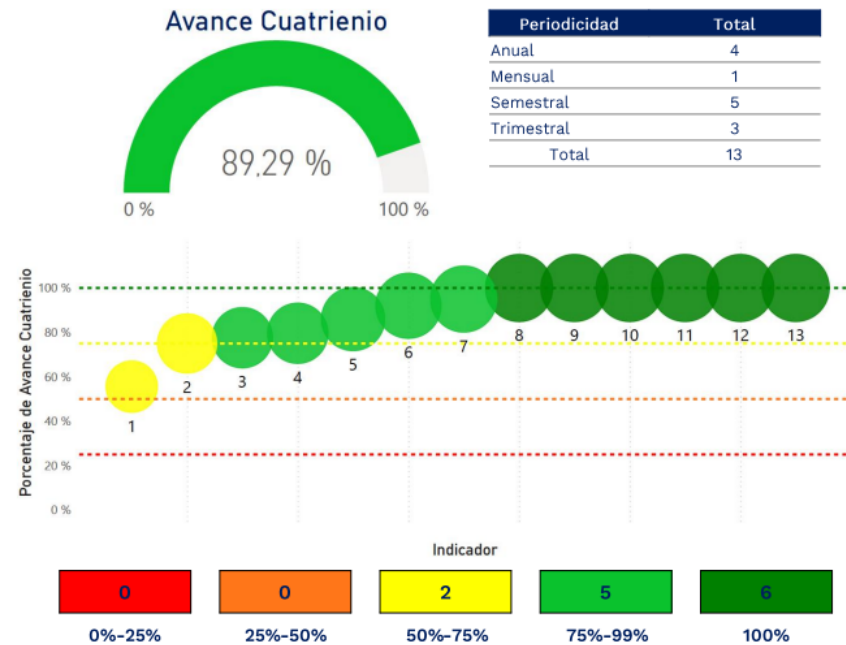 Avance Cuatrienio
89,29 %
0 %
100 %
Periodicidad Total
Anual 4
Mensual 1
Semestral 5
Trimestral 3
Total 13
Porcentaje de Avance Cuatrienio
100 %
80 %
60 %
40 %
20 %
0 %
1
2
3
4
5
6
7
8
9
10
11
12
13
Indicador
0 0 2 5 6
0%-25% 25%-50% 50%-75% 75%-99% 100%